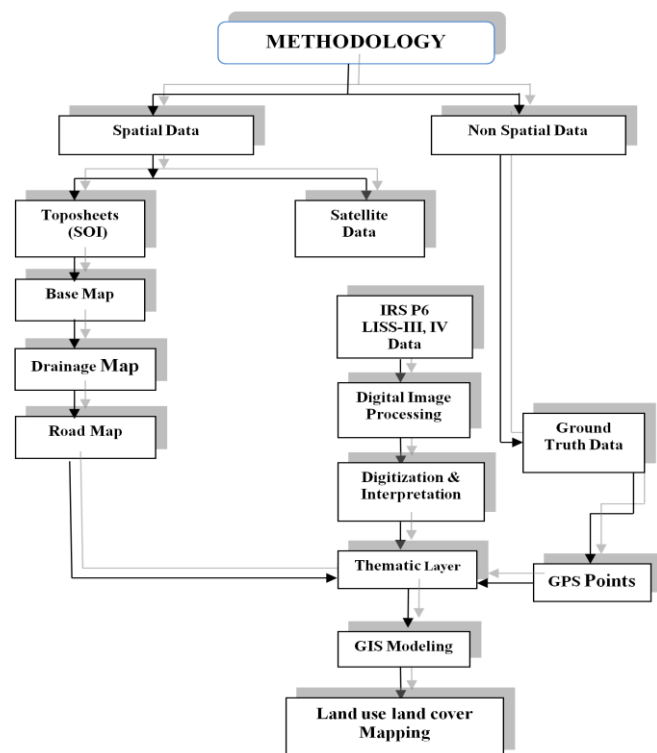 METHODOLOGY
Spatial Data
Non Spatial Data
Toposheets
(SOI)
Satellite
Data
Base Map
IRS P6
LISS-III, IV
Data
Drainage Map
Digital Image
Processing
Road Map
Ground
Truth Data
Digitization &
Interpretation
Thematic Layer
GPS Points
GIS Modeling
Land use land cover
Mapping